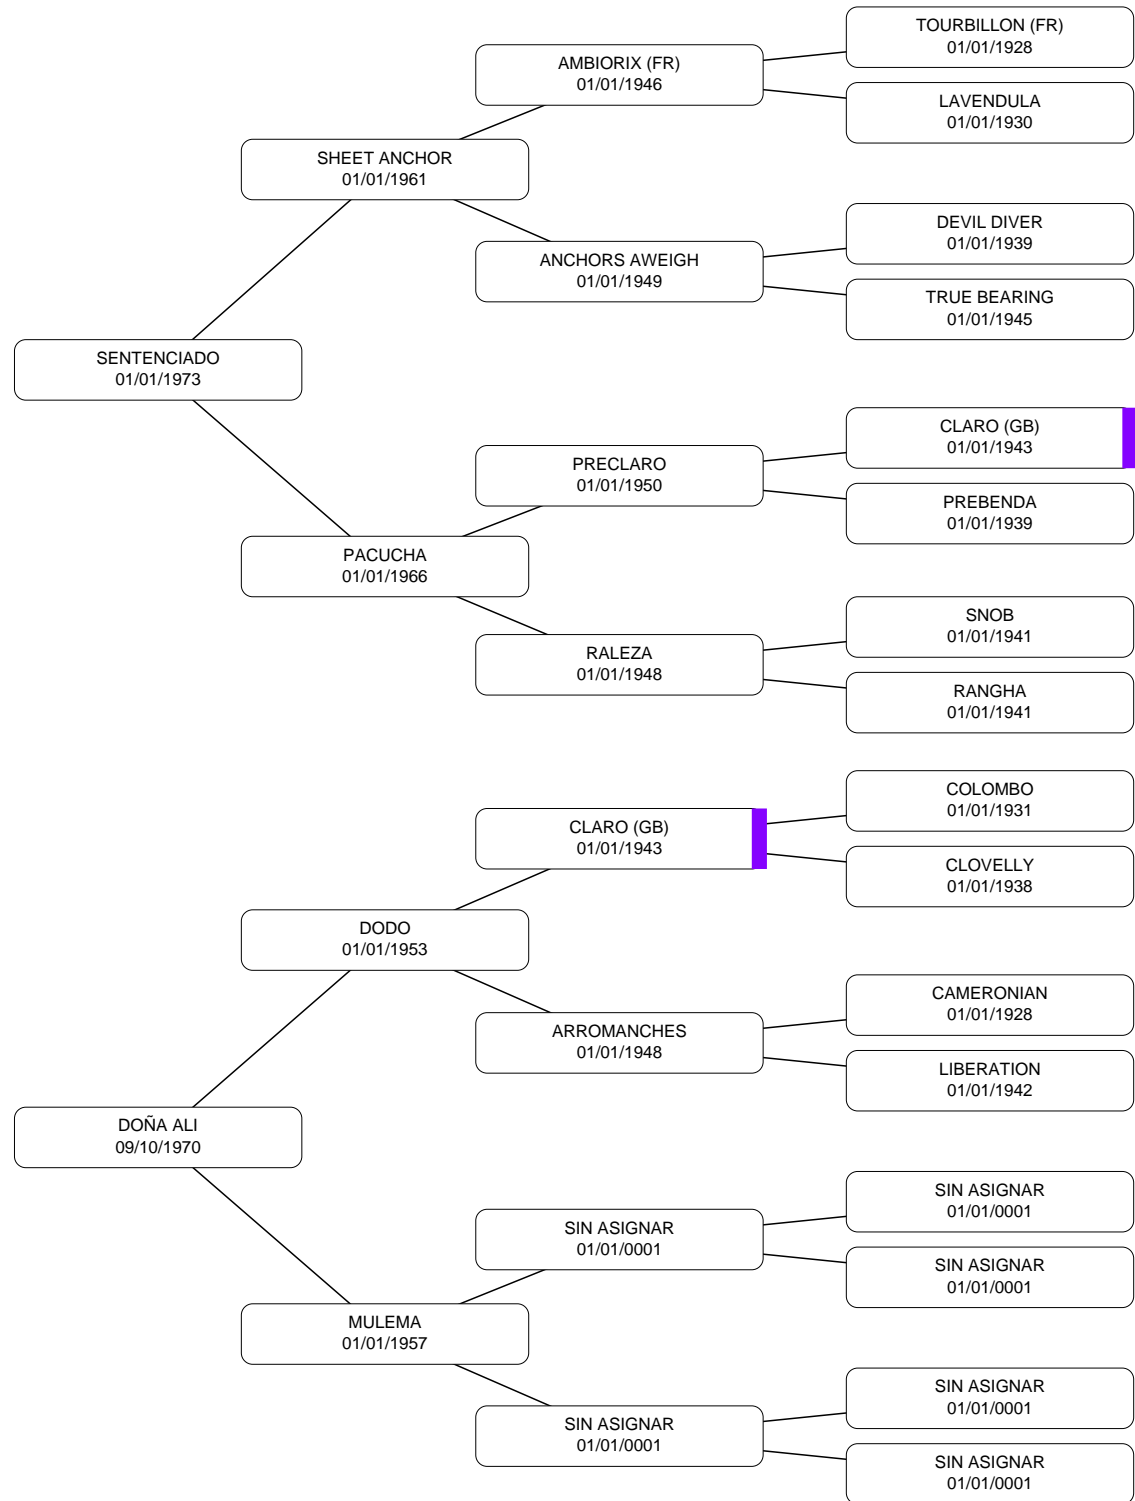 TOURBILLON (FR)
01/01/1928
AMBIORIX (FR)
01/01/1946
LAVENDULA
01/01/1930
SHEET ANCHOR
01/01/1961
DEVIL DIVER
01/01/1939
ANCHORS AWEIGH
01/01/1949
TRUE BEARING
01/01/1945
SENTENCIADO
01/01/1973
CLARO (GB)
01/01/1943
PRECLARO
01/01/1950
PREBENDA
01/01/1939
PACUCHA
01/01/1966
SNOB
01/01/1941
RALEZA
01/01/1948
RANGHA
01/01/1941
COLOMBO
01/01/1931
CLARO (GB)
01/01/1943
CLOVELLY
01/01/1938
DODO
01/01/1953
CAMERONIAN
01/01/1928
ARROMANCHES
01/01/1948
LIBERATION
01/01/1942
DOÑA ALI
09/10/1970
SIN ASIGNAR
01/01/0001
SIN ASIGNAR
01/01/0001
SIN ASIGNAR
01/01/0001
MULEMA
01/01/1957
SIN ASIGNAR
01/01/0001
SIN ASIGNAR
01/01/0001
SIN ASIGNAR
01/01/0001